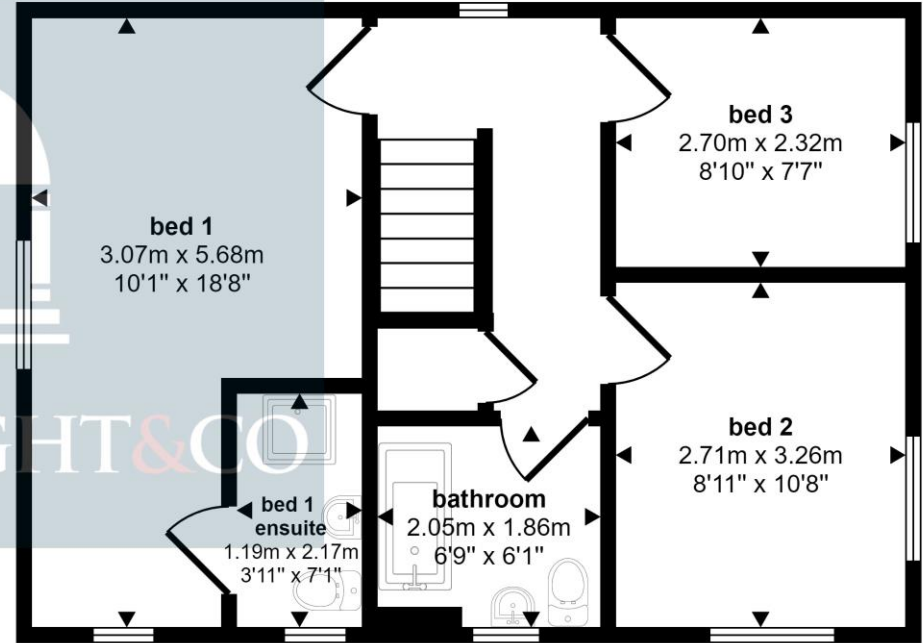 bed 1
3.07m x 5.68m
10'1" x 18'8"
bed 3
2.70m x 2.32m
8'10" x 7'7"
bed 2
2.71m x 3.26m
8'11" x 10'8"
GHT&CO
bed 1
ensuite
1.19m x 2.17m
3'11" x 7'1"
bathroom
2.05m x 1.86m
6'9" x 6'1"